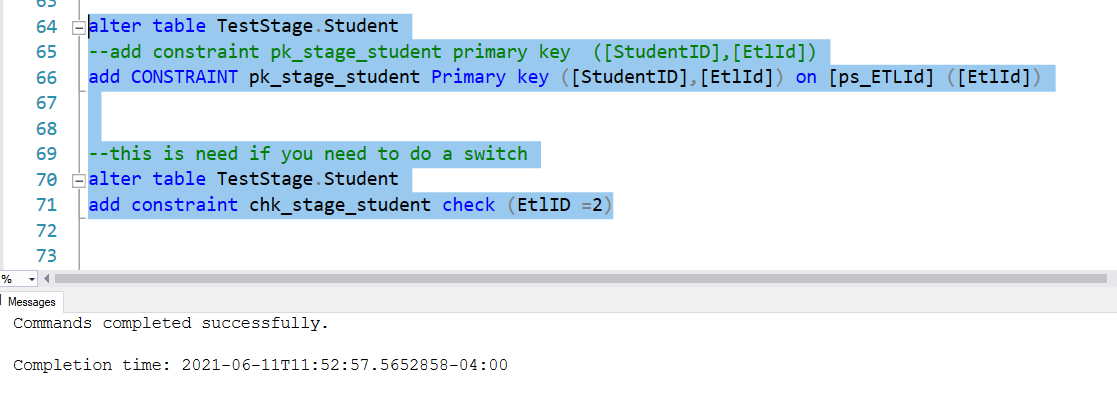 63
64 alter table TestStage.Student
65 --add constraint pk_stage_student primary key  ([StudentID],[EtlId])
66 add CONSTRAINT pk_stage_student Primary key ([StudentID],[EtlId]) on [ps_ETLId] ([EtlId])
67
68
69 --this is need if you need to do a switch
70 alter table TestStage.Student
71 add constraint chk_stage_student check (EtlID =2)
72
73
%
Messages
Commands completed successfully.
Completion time: 2021-06-11T11:52:57.5652858-04:00